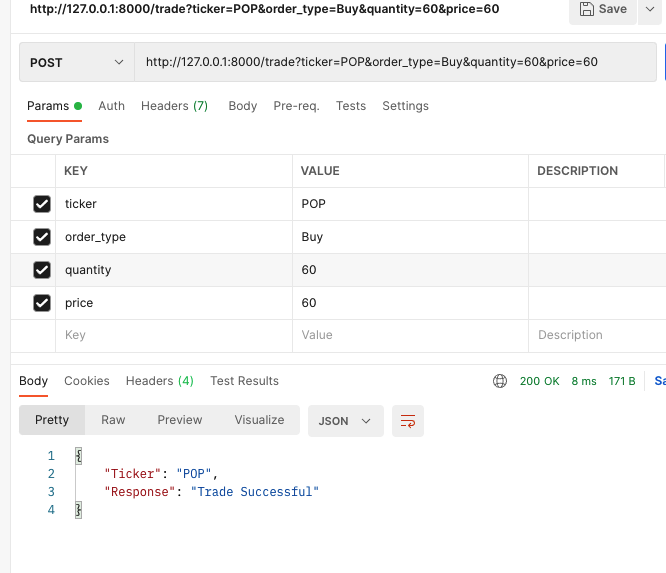 http://127.0.0.1:8000/trade?ticker=POP&order_type=Buy&quantity=60&price=60
Save
POST http://127.0.0.1:8000/trade?ticker=POP&order_type=Buy&quantity=60&price=60
Params Auth Headers (7) Body Pre-req. Tests Settings
Query Params
KEY VALUE DESCRIPTION
ticker POP
order_type Buy
quantity 60
price 60
Key Value Description
Body Cookies Headers (4) Test Results 200 OK 8 ms 171 B Sa
Pretty Raw Preview Visualize JSON
1 {
2 "Ticker": "POP",
3 "Response": "Trade Successful"
4 }